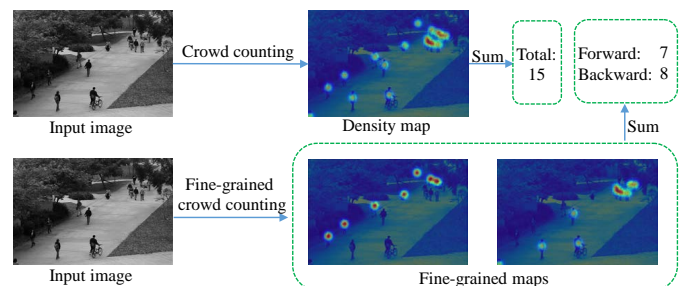 Crowd counting
Sum
Total:
15
Forward: 7
Backward: 8
Input image
Density map
Sum
Fine-grained
crowd counting
Input image
Fine-grained maps